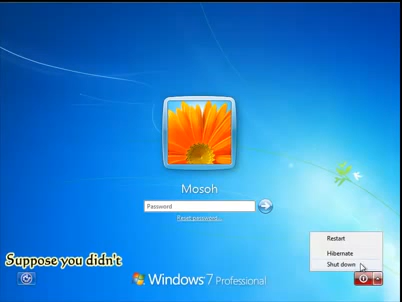 Mosoh
Password
Reset password...
Restart
Hibernate
Shut down
Suppose you didn't
Windows 7 Professional